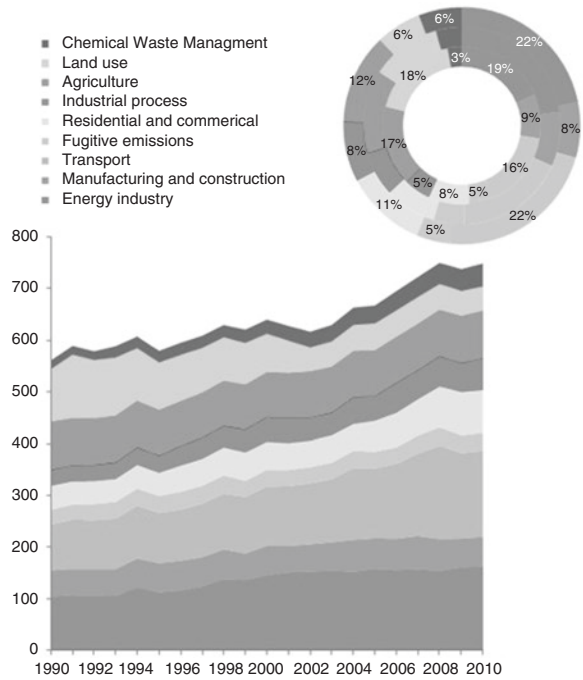 Chemical Waste Managment
Land use
Agriculture
Industrial process
Residential and commerical
Fugitive emissions
Transport
Manufacturing and construction
Energy industry
6%
22%
6%
3%
19%
18%
12%
9%
8%
17%
8%
16%
5%
8%
5%
11%
22%
5%
800
700
600
500
400
300
200
100
0
1990 1992 1994 1996 1998 2000 2002 2004 2006 2008 2010